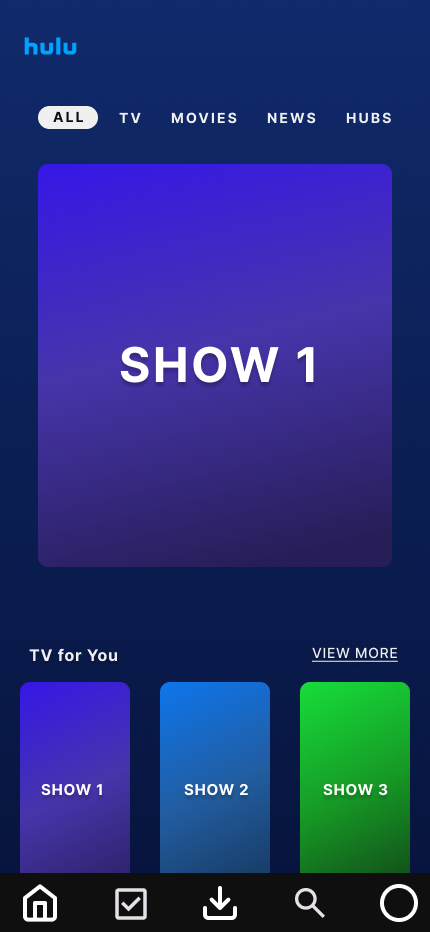 hulu
ALL TV MOVIES NEWS HUBS
SHOW 1
TV for You VIEW MORE
SHOW 1 SHOW 2 SHOW 3